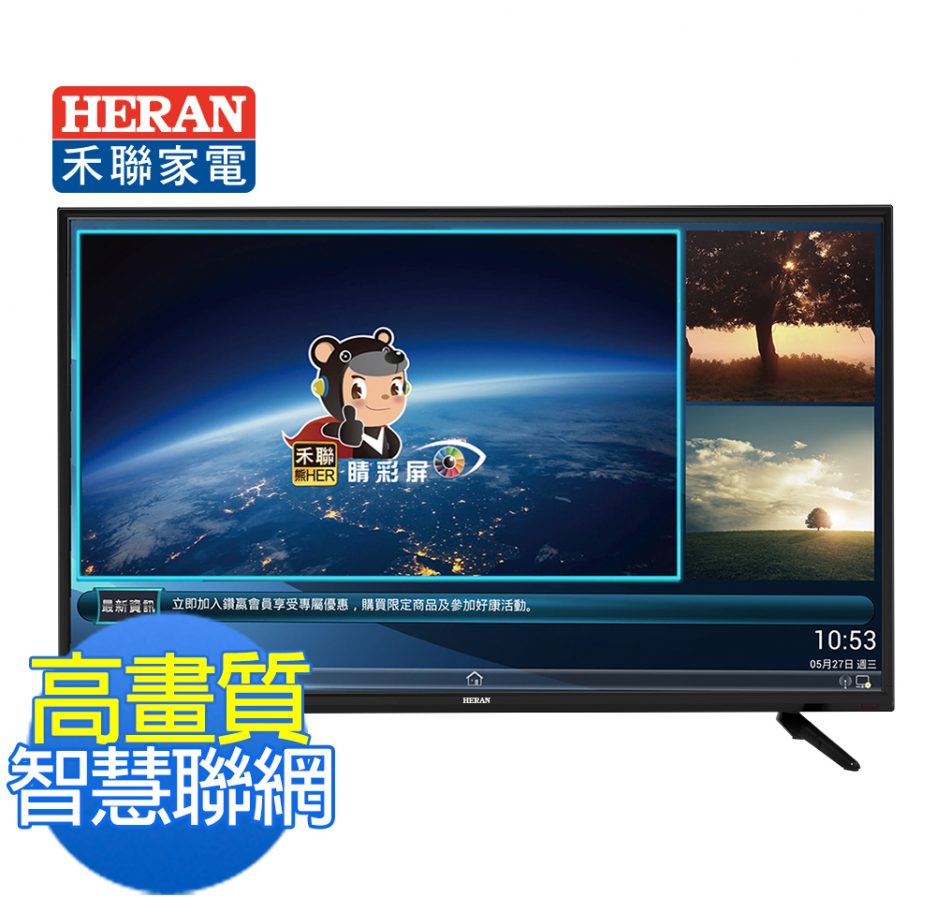 HERAN
禾聯家電
禾聯
熊HER
睛彩屏
最新資訊 立即加入鑽贏會員享受專屬優惠，購買限定商品及參加好康活動。
10:53
05月27日 週三
HERAN
高畫質
智慧聯網